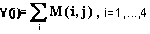 Y(j) = ∑ᵢ M(i, j) , i=1,...,4